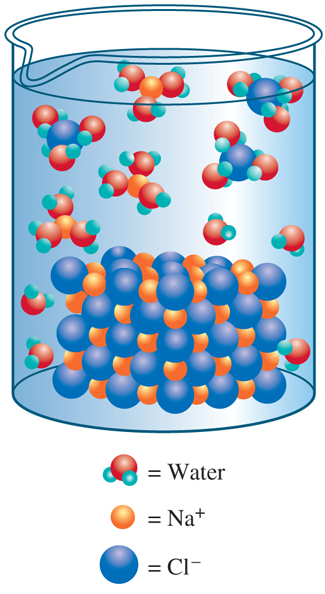 = Water
= Na⁺
= Cl⁻